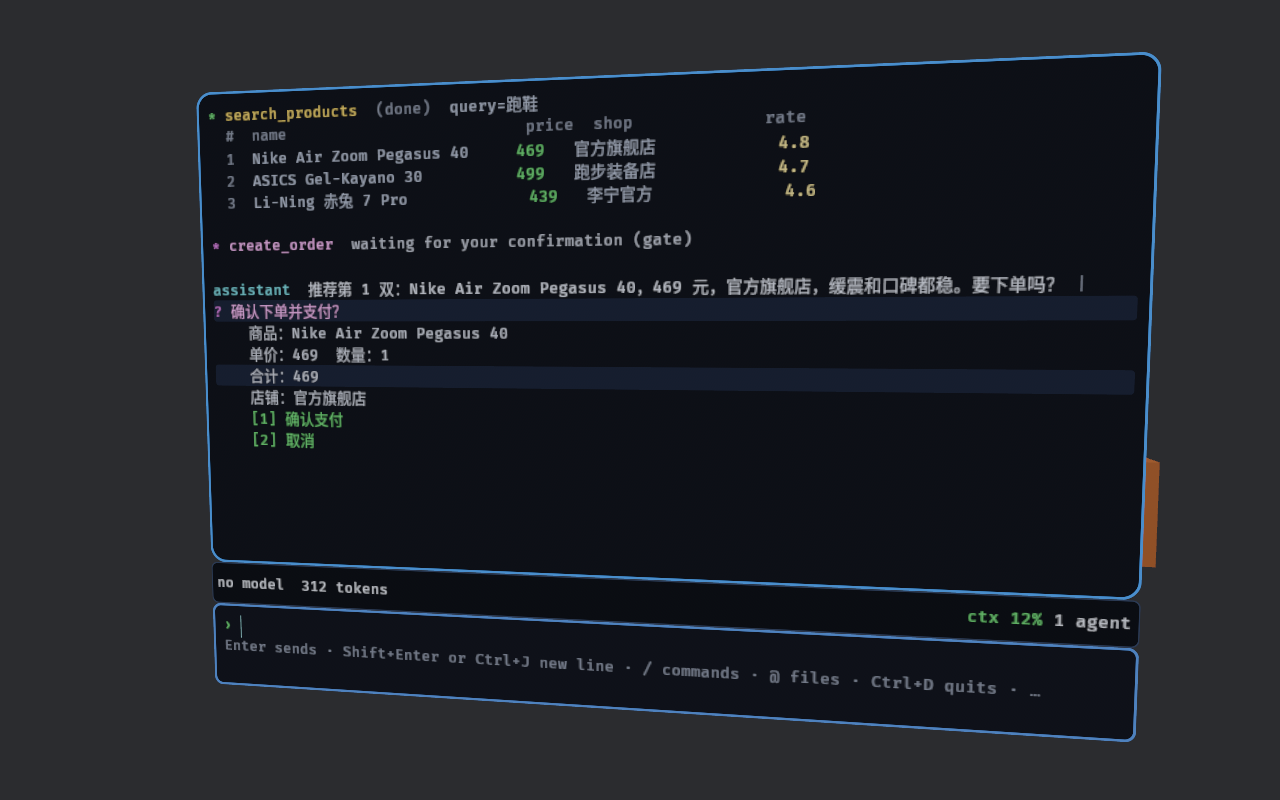 * search_products (done) query=跑鞋
# name price shop rate
1 Nike Air Zoom Pegasus 40 469 官方旗舰店 4.8
2 ASICS Gel-Kayano 30 499 跑步装备店 4.7
3 Li-Ning 赤兔 7 Pro 439 李宁官方 4.6
* create_order waiting for your confirmation (gate)
assistant 推荐第 1 双: Nike Air Zoom Pegasus 40, 469 元, 官方旗舰店, 缓震和口碑都稳。要下单吗?
? 确认下单并支付?
商品: Nike Air Zoom Pegasus 40
单价: 469 数量: 1
合计: 469
店铺: 官方旗舰店
[1] 确认支付
[2] 取消
no model 312 tokens ctx 12% 1 agent
›
Enter sends · Shift+Enter or Ctrl+J new line · / commands · @ files · Ctrl+D quits · …